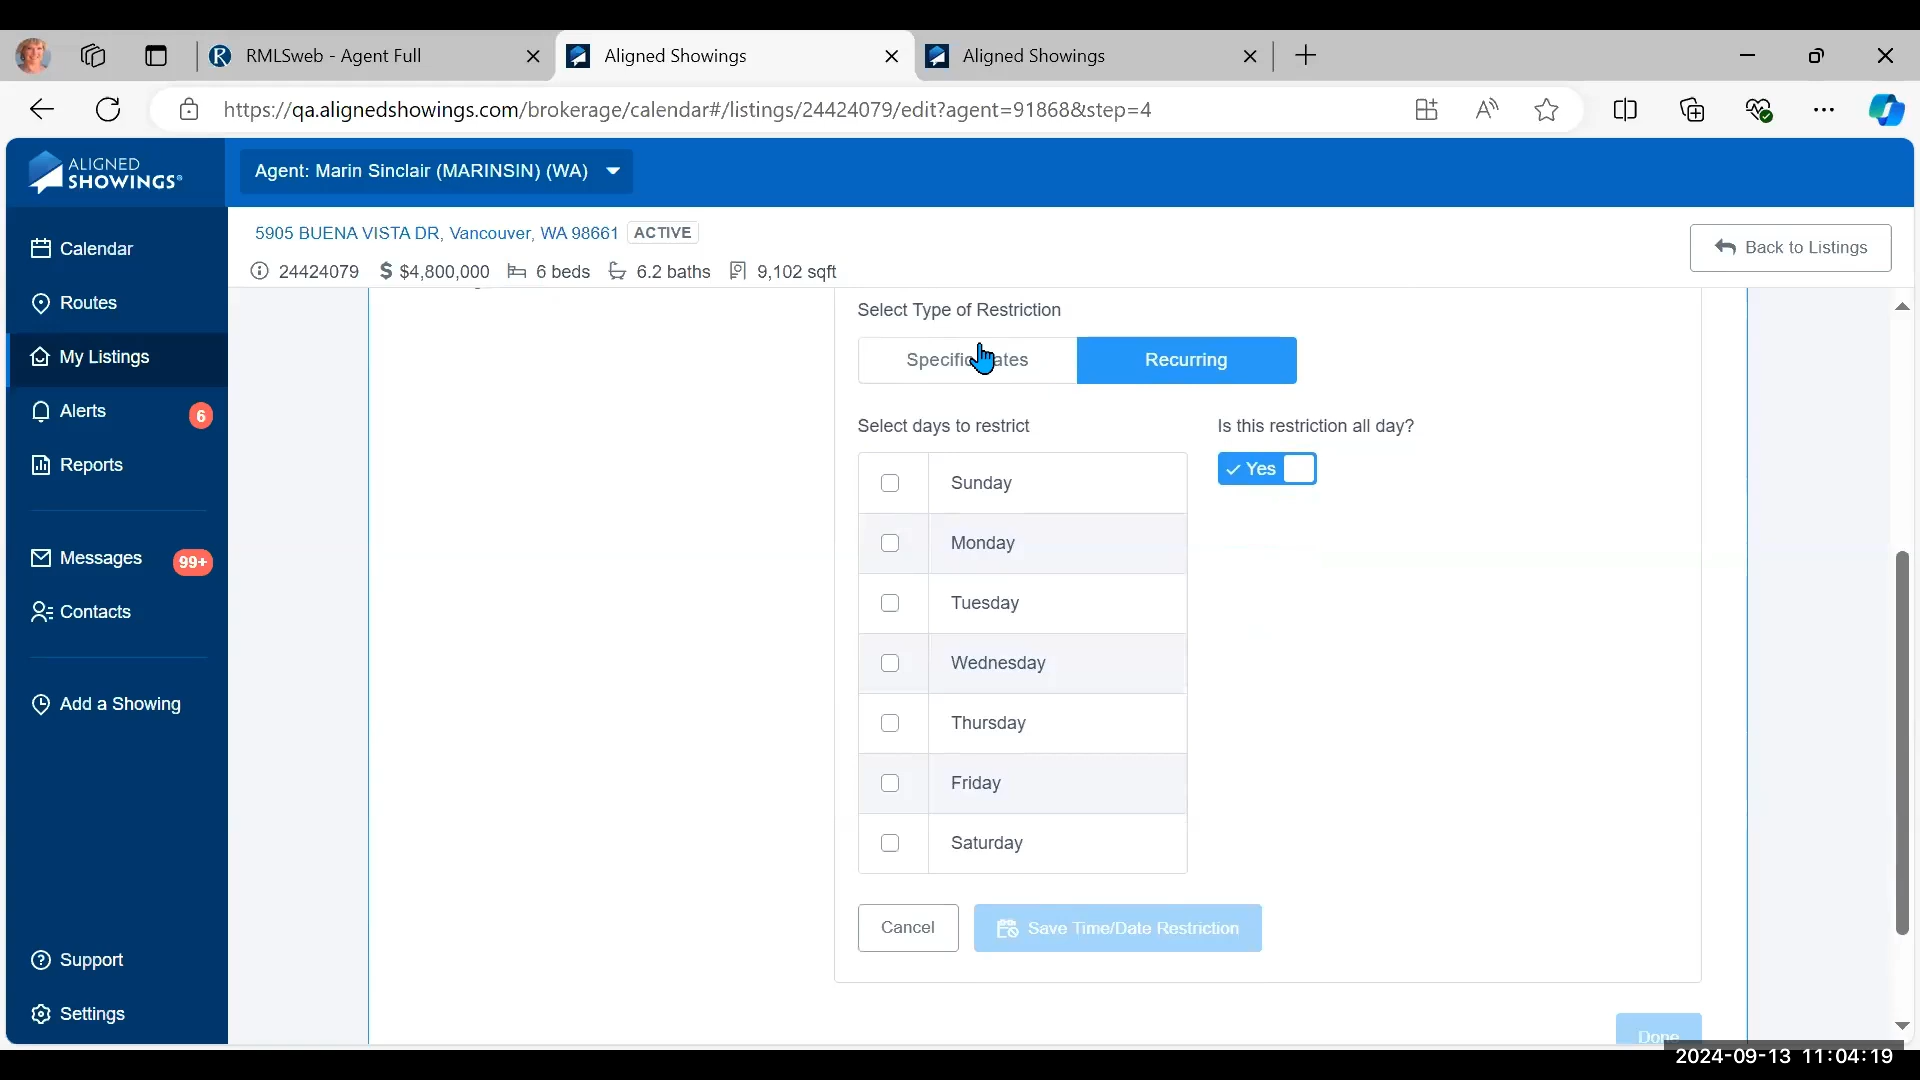 RMLSweb - Agent Full
Aligned Showings
Aligned Showings
https://qa.alignedshowings.com/brokerage/calendar#/listings/24424079/edit?agent=91868&step=4
ALIGNED
SHOWINGS®
Agent: Marin Sinclair (MARINSIN) (WA)
5905 BUENA VISTA DR, Vancouver, WA 98661 ACTIVE
24424079 $ $4,800,000 6 beds 6.2 baths 9,102 sqft
Back to Listings
Calendar
Routes
My Listings
Alerts 6
Reports
Messages 99+
Contacts
Add a Showing
Support
Settings
Select Type of Restriction
Specific Dates
Recurring
Select days to restrict
Is this restriction all day?
Yes
Sunday
Monday
Tuesday
Wednesday
Thursday
Friday
Saturday
Cancel
Save Time/Date Restriction
Done
2024-09-13 11:04:19